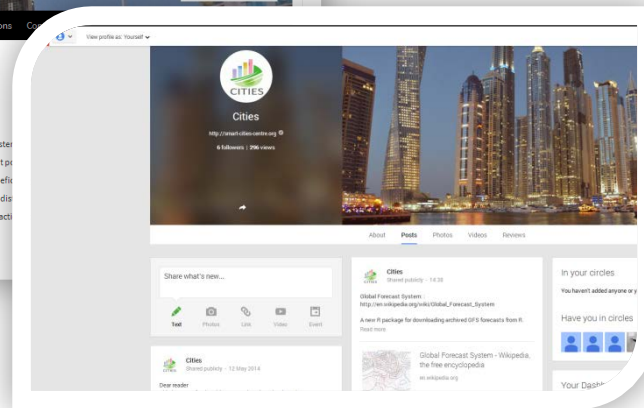 ons
View profile as: Yourself
CITIES
Cities
http://smart-cities-centre.org
6 followers | 296 views
About Posts Photos Videos Reviews
Share what's new...
Text Photos Link Video Event
Cities
Shared publicly - 12 May 2014
Dear reader
Cities
Shared publicly - 14:20
Global Forecast System :
http://en.wikipedia.org/wiki/Global_Forecast_System
A new R package for downloading archived GFS forecasts from R.
Read more
Global Forecast System - Wikipedia,
the free encyclopedia
en.wikipedia.org
In your circles
You haven't added anyone or y
Have you in circles
Your Dashb